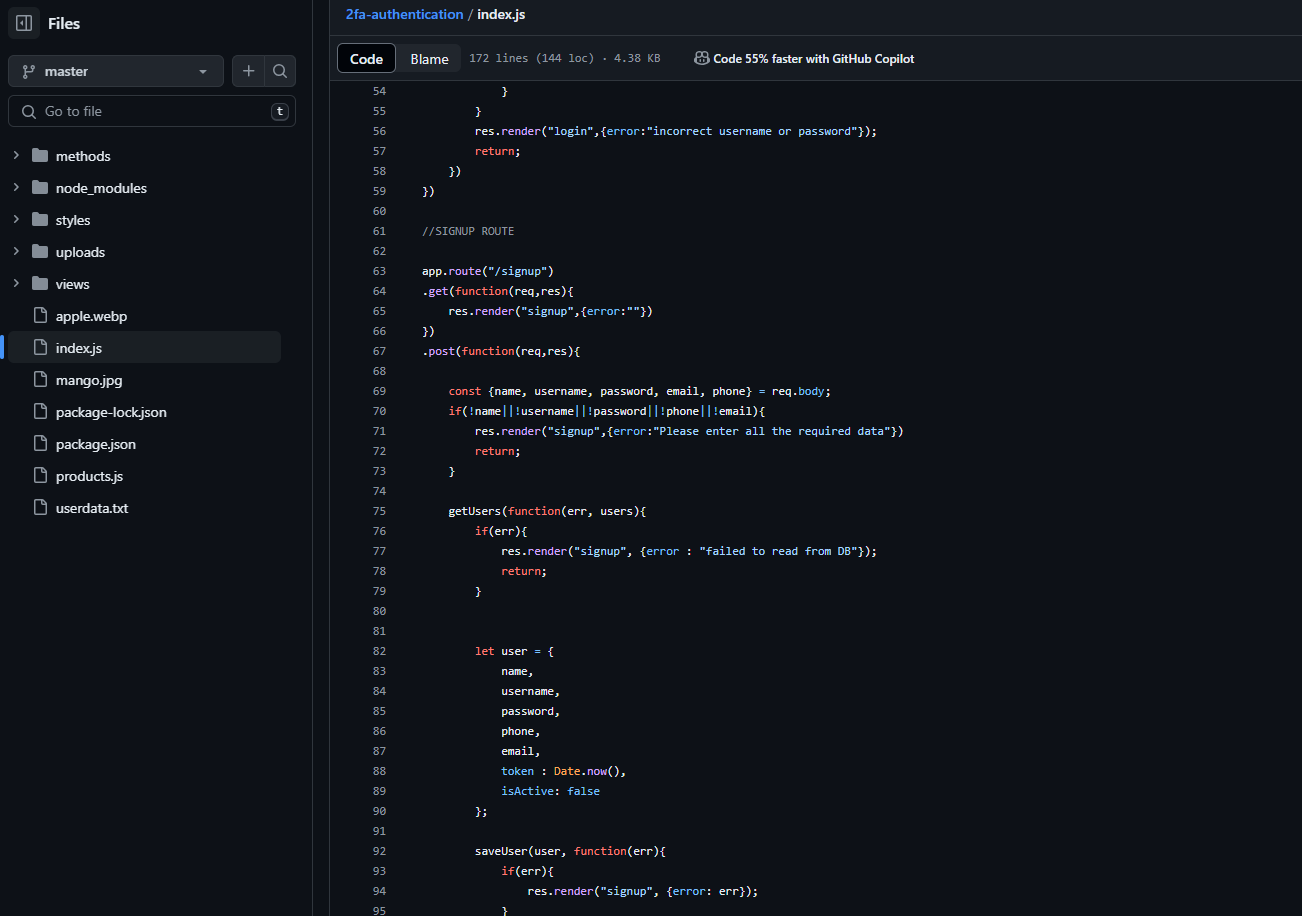 Files
master
Go to file
t
methods
node_modules
styles
uploads
views
apple.webp
index.js
mango.jpg
package-lock.json
package.json
products.js
userdata.txt
2fa-authentication / index.js
Code Blame 172 lines (144 loc) · 4.38 KB Code 55% faster with GitHub Copilot
54 }
55 }
56 res.render("login",{error:"incorrect username or password"});
57 return;
58 })
59 })
60
61 //SIGNUP ROUTE
62
63 app.route("/signup")
64 .get(function(req,res){
65 res.render("signup",{error:""})
66 })
67 .post(function(req,res){
68
69 const {name, username, password, email, phone} = req.body;
70 if(!name||!username||!password||!phone||!email){
71 res.render("signup",{error:"Please enter all the required data"})
72 return;
73 }
74
75 getUsers(function(err, users){
76 if(err){
77 res.render("signup", {error : "failed to read from DB"});
78 return;
79 }
80
81
82 let user = {
83 name,
84 username,
85 password,
86 phone,
87 email,
88 token : Date.now(),
89 isActive: false
90 };
91
92 saveUser(user, function(err){
93 if(err){
94 res.render("signup", {error: err});
95 }